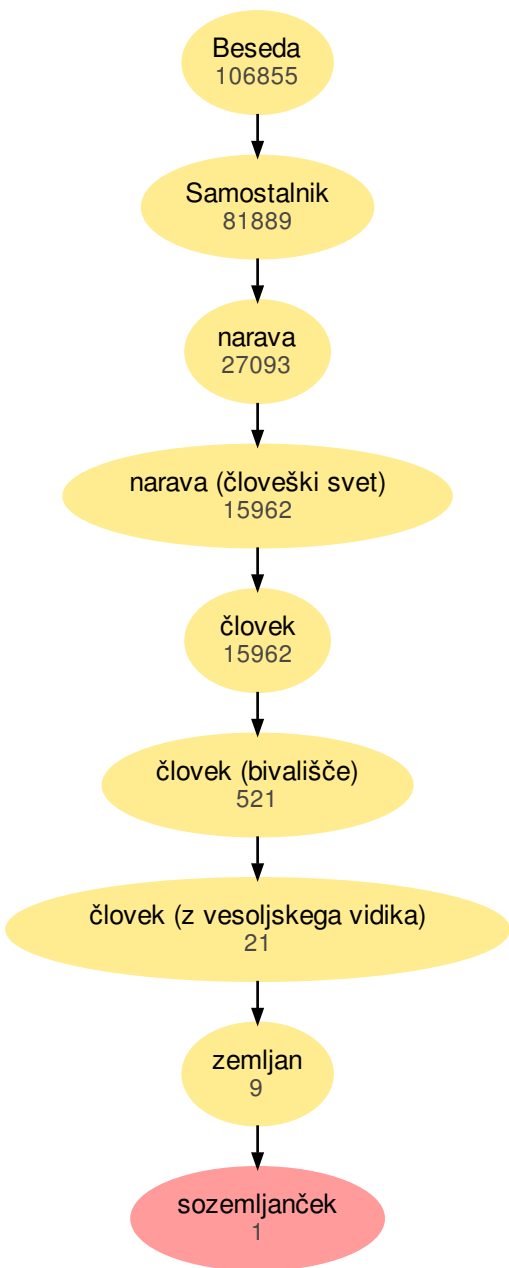 Beseda
106855
Samostalnik
81889
narava
27093
narava (človeški svet)
15962
človek
15962
človek (bivališče)
521
človek (z vesoljskega vidika)
21
zemljan
9
sozemljanček
1